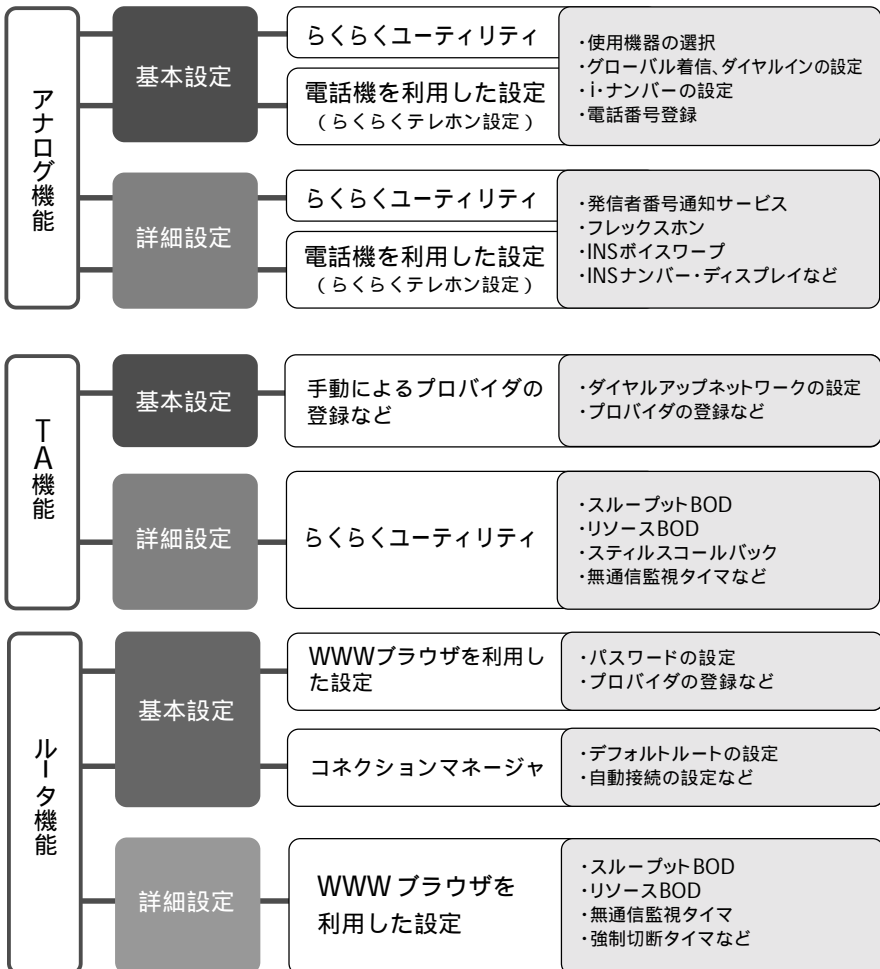 アナログ機能
基本設定
らくらくユーティリティ
電話機を利用した設定
（らくらくテレホン設定）
・使用機器の選択
・グローバル着信、ダイヤルインの設定
・i・ナンバーの設定
・電話番号登録
詳細設定
らくらくユーティリティ
電話機を利用した設定
（らくらくテレホン設定）
・発信者番号通知サービス
・フレックスホン
・INSボイスワープ
・INSナンバー・ディスプレイなど
TA機能
基本設定
手動によるプロバイダの
登録など
・ダイヤルアップネットワークの設定
・プロバイダの登録など
詳細設定
らくらくユーティリティ
・スループットBOD
・リソースBOD
・スティルスコールバック
・無通信監視タイマなど
ルータ機能
基本設定
WWWブラウザを利用し
た設定
・パスワードの設定
・プロバイダの登録など
コネクションマネージャ
・デフォルトルートの設定
・自動接続の設定など
詳細設定
WWW ブラウザを
利用した設定
・スループット BOD
・リソースBOD
・無通信監視タイマ
・強制切断タイマなど